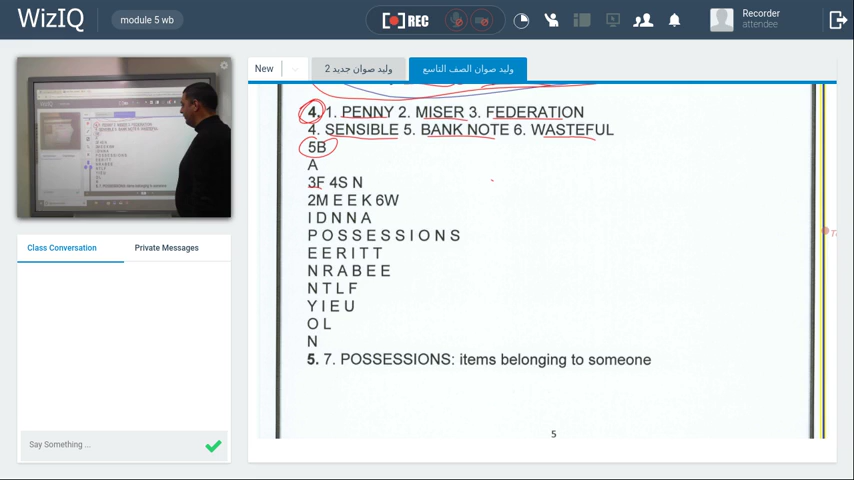 WizIQ
module 5 wb
REC
Recorder
attendee
New
وليد صوان جديد 2
وليد صوان الصف التاسع
4. 1. PENNY 2. MISER 3. FEDERATION
4. SENSIBLE 5. BANK NOTE 6. WASTEFUL
5B
A
3F 4S N
2M E E K 6W
I D N N A
P O S S E S S I O N S
E E R I T T
N R A B E E
N T L F
Y I E U
O L
N
5. 7. POSSESSIONS: items belonging to someone
5
Class Conversation
Private Messages
Say Something ...